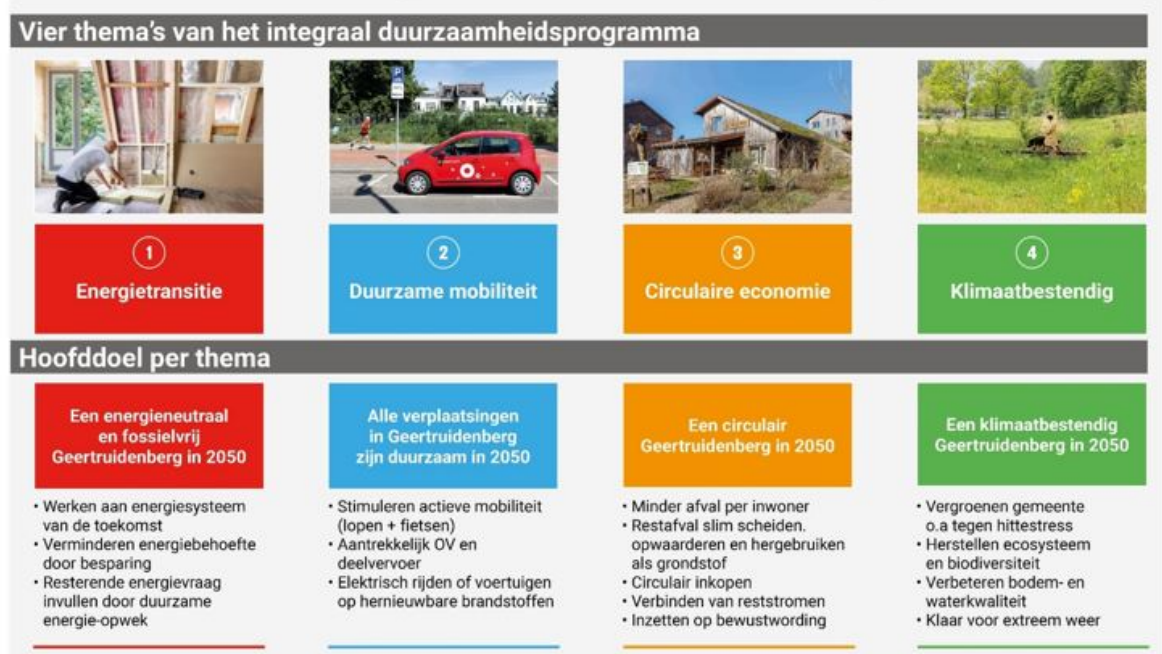 Vier thema's van het integraal duurzaamheidsprogramma
1
Energietransitie
2
Duurzame mobiliteit
3
Circulaire economie
4
Klimaatbestendig
Hoofddoel per thema
Een energieneutraal
en fossielvrij
Geertruidenberg in 2050
• Werken aan energiesysteem
van de toekomst
• Verminderen energiebehoefte
door besparing
• Resterende energievraag
invullen door duurzame
energie-opwek
Alle verplaatsingen
in Geertruidenberg
zijn duurzaam in 2050
• Stimuleren actieve mobiliteit
(lopen + fietsen)
• Aantrekkelijk OV en
deelvervoer
• Elektrisch rijden of voertuigen
op hernieuwbare brandstoffen
Een circulair
Geertruidenberg in 2050
• Minder afval per inwoner
• Restafval slim scheiden.
opwaarderen en hergebruiken
als grondstof
• Circulair inkopen
• Verbinden van reststromen
• Inzetten op bewustwording
Een klimaatbestendig
Geertruidenberg in 2050
• Vergroenen gemeente
o.a tegen hittestress
• Herstellen ecosysteem
en biodiversiteit
• Verbeteren bodem- en
waterkwaliteit
• Klaar voor extreem weer